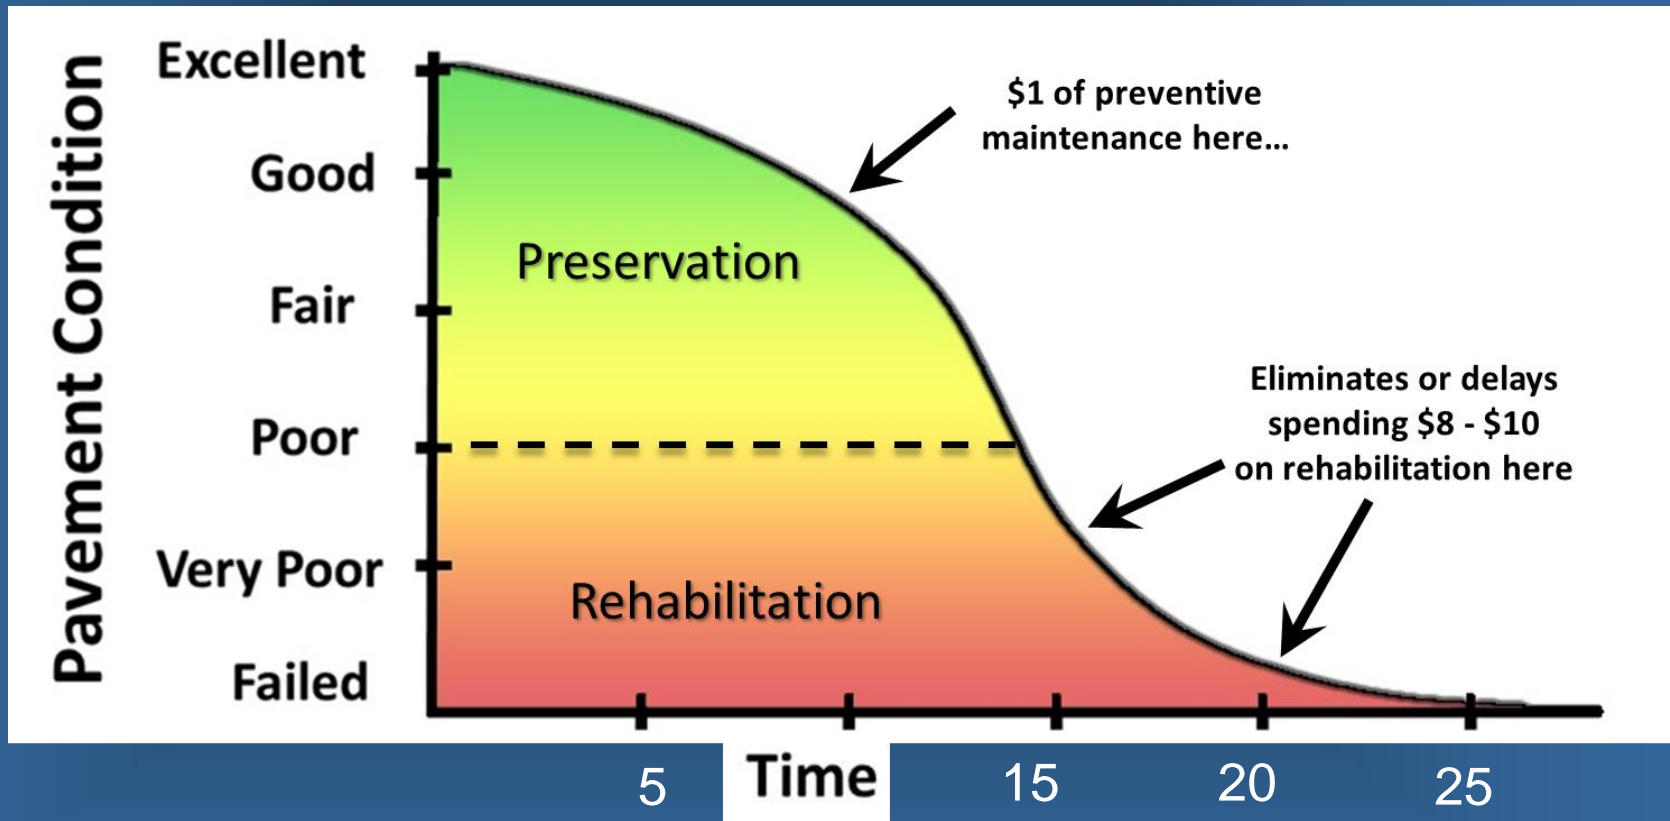 Pavement Condition
Excellent
Good
Fair
Poor
Very Poor
Failed
$1 of preventive
maintenance here...
Preservation
Eliminates or delays
spending $8 - $10
on rehabilitation here
Rehabilitation
5
Time
15
20
25